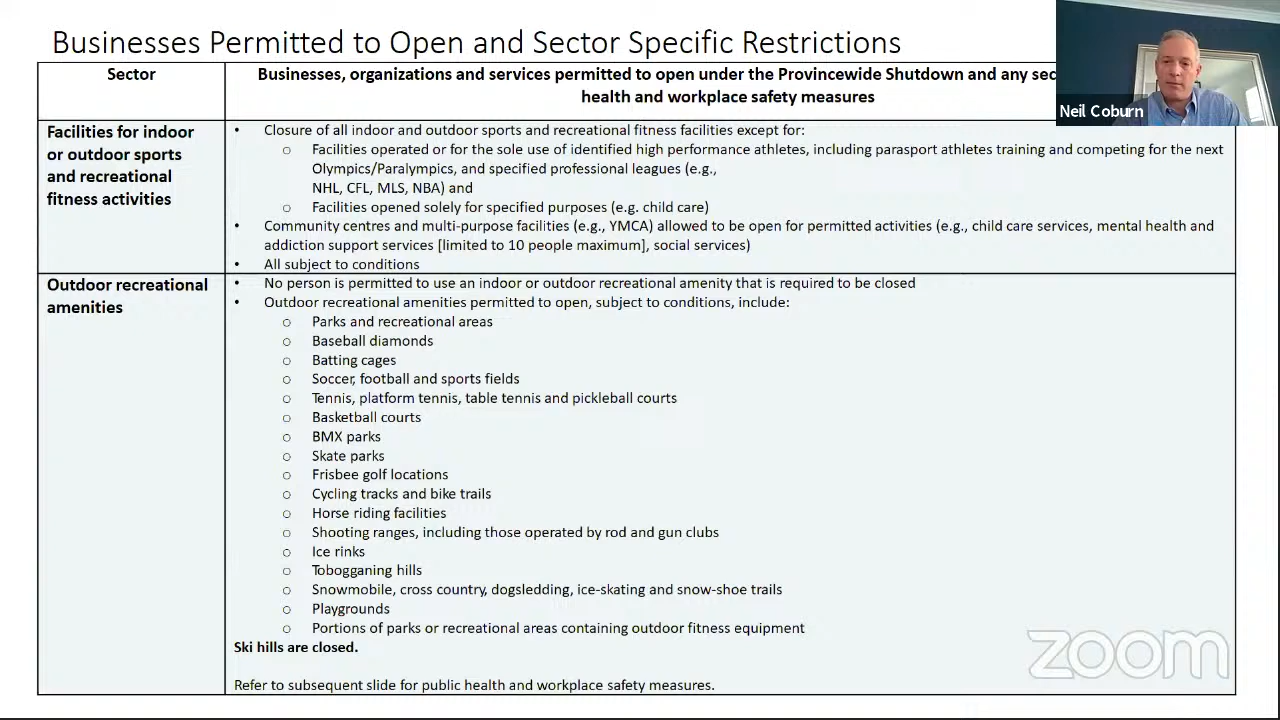 Businesses Permitted to Open and Sector Specific Restrictions
Neil Coburn
Sector
Businesses, organizations and services permitted to open under the Provincewide Shutdown and any
health and workplace safety measures
Facilities for indoor
or outdoor sports
and recreational
fitness activities
• Closure of all indoor and outdoor sports and recreational fitness facilities except for:
o Facilities operated or for the sole use of identified high performance athletes, including parasport athletes training and competing for the next
Olympics/Paralympics, and specified professional leagues (e.g.,
NHL, CFL, MLS, NBA) and
o Facilities opened solely for specified purposes (e.g. child care)
• Community centres and multi-purpose facilities (e.g., YMCA) allowed to be open for permitted activities (e.g., child care services, mental health and
addiction support services [limited to 10 people maximum], social services)
• All subject to conditions
Outdoor recreational
amenities
• No person is permitted to use an indoor or outdoor recreational amenity that is required to be closed
• Outdoor recreational amenities permitted to open, subject to conditions, include:
o Parks and recreational areas
o Baseball diamonds
o Batting cages
o Soccer, football and sports fields
o Tennis, platform tennis, table tennis and pickleball courts
o Basketball courts
o BMX parks
o Skate parks
o Frisbee golf locations
o Cycling tracks and bike trails
o Horse riding facilities
o Shooting ranges, including those operated by rod and gun clubs
o Ice rinks
o Tobogganing hills
o Snowmobile, cross country, dogsledding, ice-skating and snow-shoe trails
o Playgrounds
o Portions of parks or recreational areas containing outdoor fitness equipment
Ski hills are closed.
Refer to subsequent slide for public health and workplace safety measures.
zoom